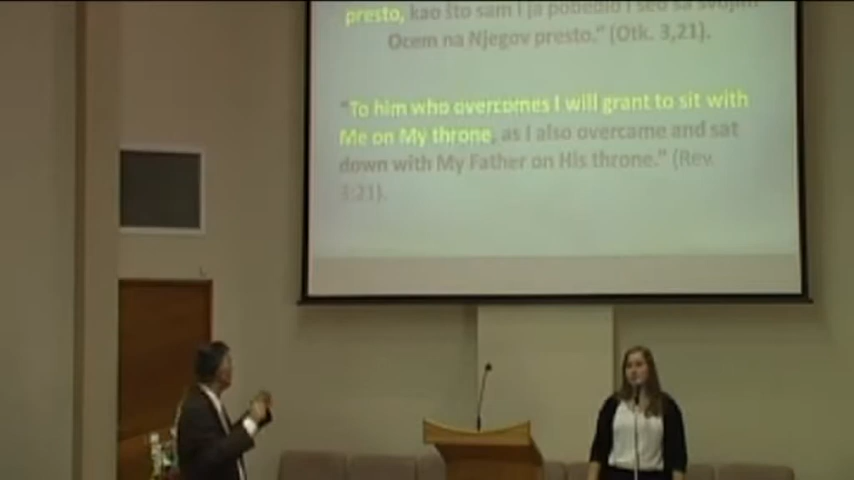 presto, kao što sam i ja pobedio i seo sa svojim
Ocem na Njegov presto.” (Otk. 3,21).
“To him who overcomes I will grant to sit with
Me on My throne, as I also overcame and sat
down with My Father on His throne.” (Rev.
3:21).